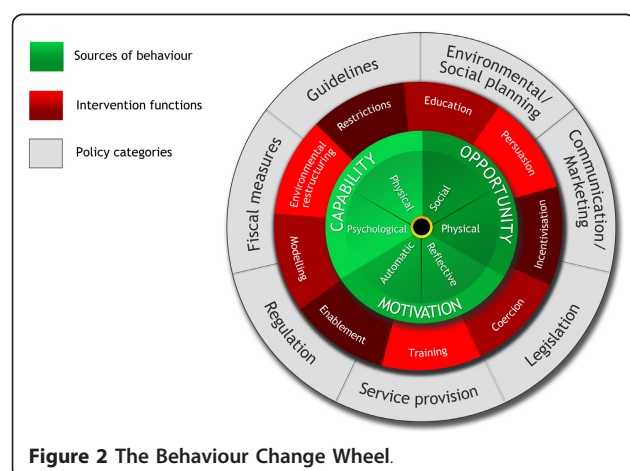 Sources of behaviour
Intervention functions
Policy categories
Guidelines
Environmental/
Social planning
Communication/
Marketing
Legislation
Service provision
Regulation
Fiscal measures
Restrictions
Education
Persuasion
Incentivisation
Coercion
Training
Enablement
Modelling
Environmental
restructuring
CAPABILITY
OPPORTUNITY
MOTIVATION
Physical
Social
Physical
Reflective
Automatic
Psychological
Figure 2 The Behaviour Change Wheel.